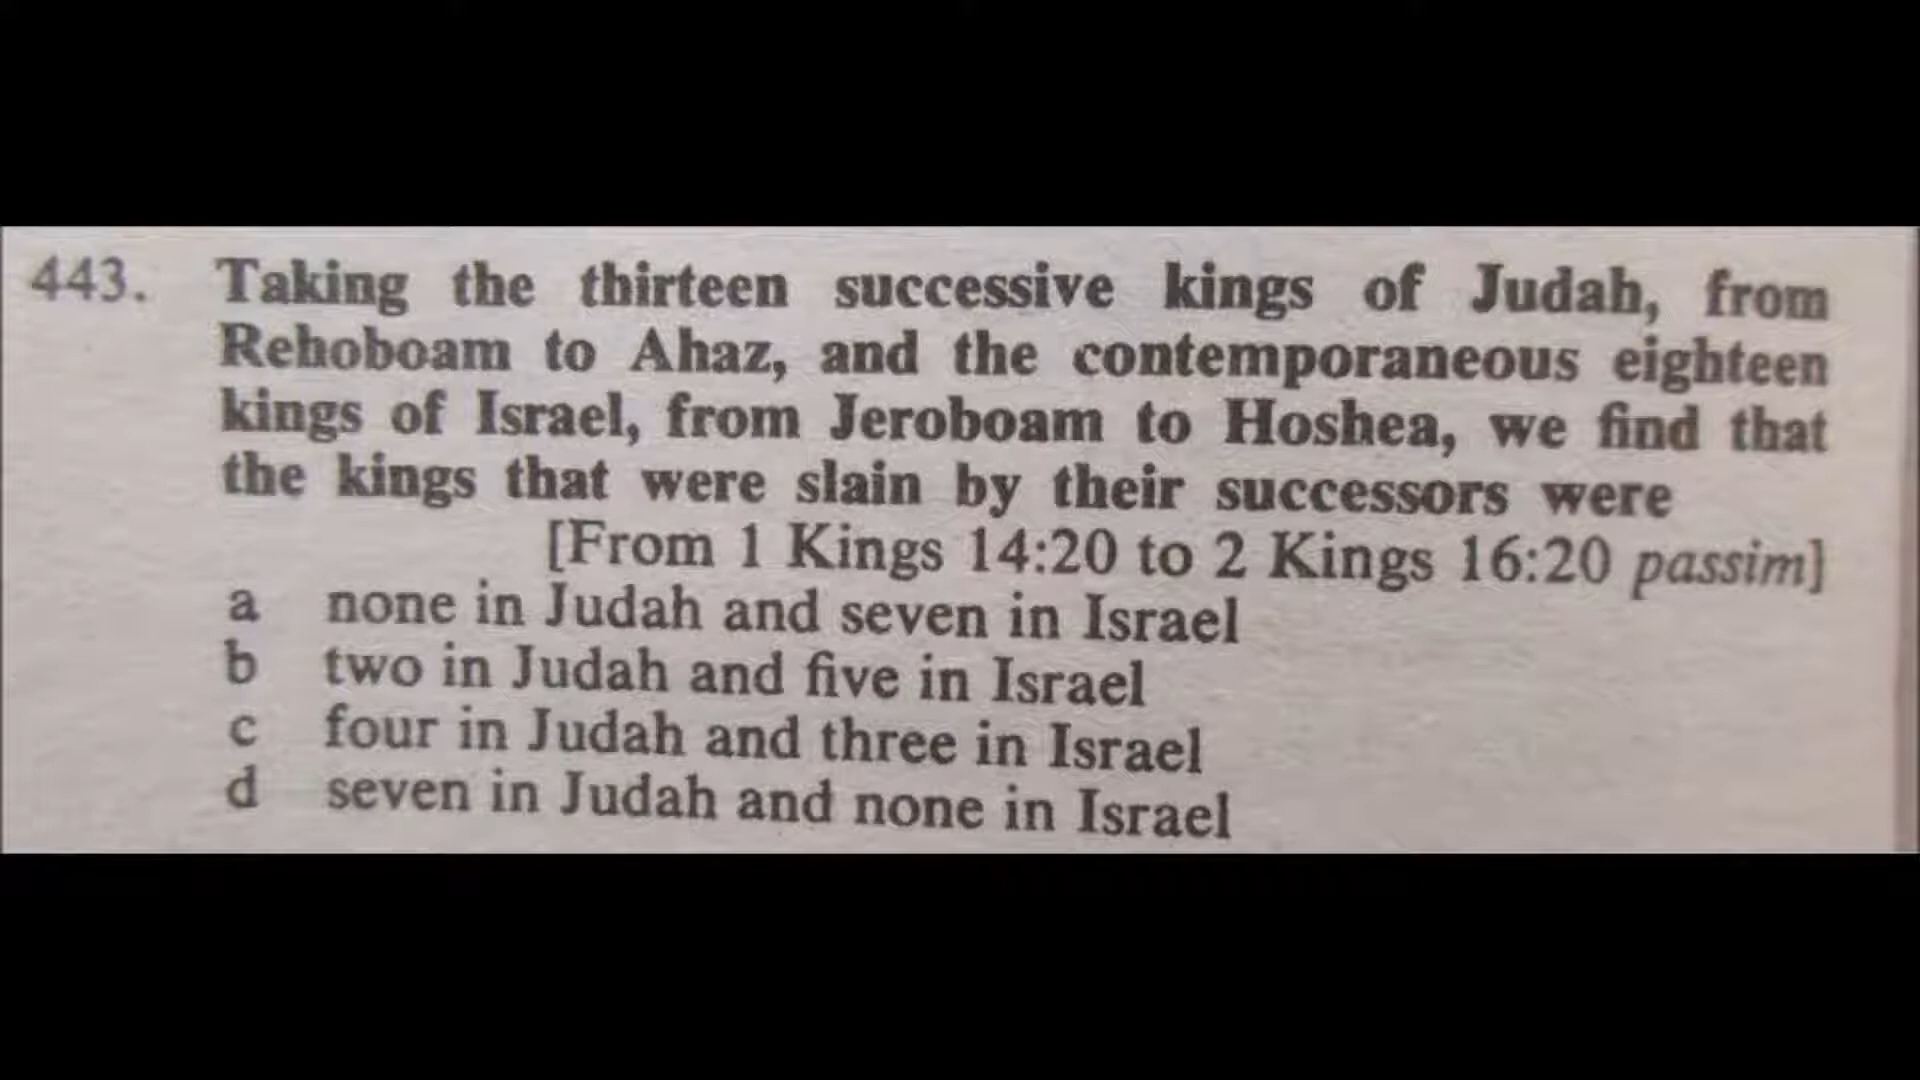 443. Taking the thirteen successive kings of Judah, from
Rehoboam to Ahaz, and the contemporaneous eighteen
kings of Israel, from Jeroboam to Hoshea, we find that
the kings that were slain by their successors were
[From 1 Kings 14:20 to 2 Kings 16:20 passim]
a none in Judah and seven in Israel
b two in Judah and five in Israel
c four in Judah and three in Israel
d seven in Judah and none in Israel